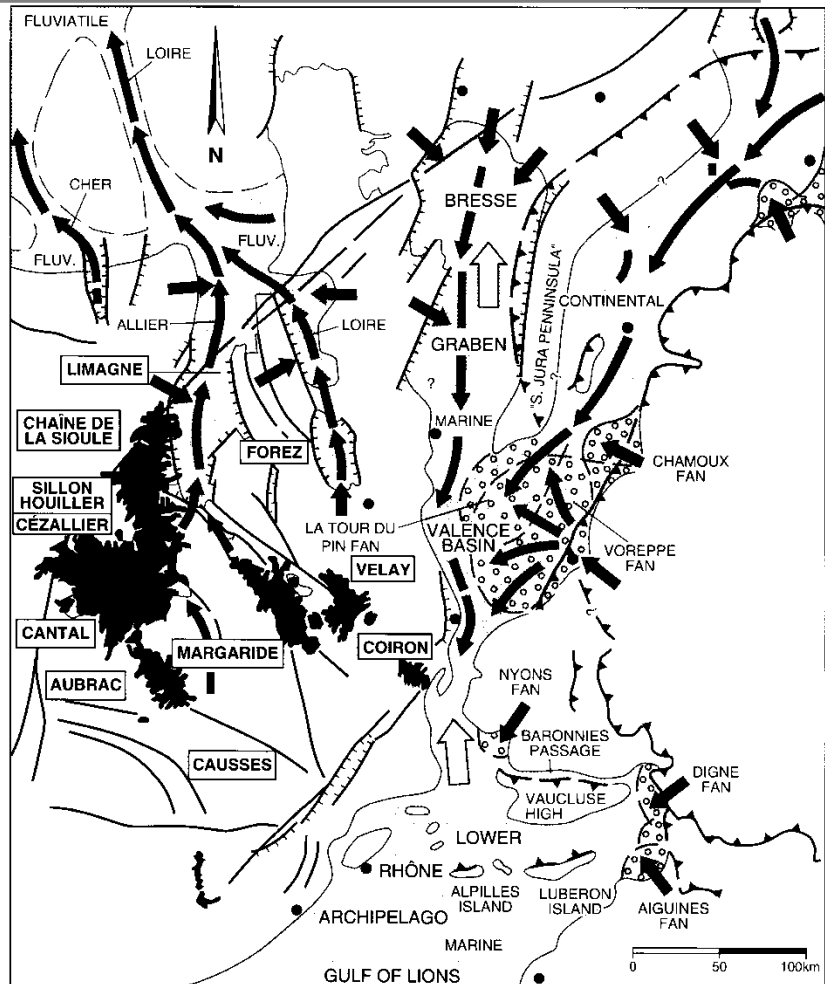 FLUVIATILE
LOIRE
N
CHER
FLUV.
FLUV.
ALLIER
LOIRE
BRESSE
GRABEN
MARINE
"S. JURA PENNINSULA"
?
?
?
?
CONTINENTAL
LIMAGNE
CHAÎNE DE
LA SIOULE
SILLON
HOUILLER
CÉZALLIER
FOREZ
LA TOUR DU
PIN FAN
VALENCE
BASIN
CHAMOUX
FAN
VOREPPE
FAN
VELAY
CANTAL
MARGARIDE
COIRON
AUBRAC
CAUSSES
NYONS
FAN
BARONNIES
PASSAGE
VAUCLUSE
HIGH
DIGNE
FAN
LOWER
RHÔNE
ARCHIPELAGO
ALPILLES
ISLAND
LUBERON
ISLAND
AIGUINES
FAN
MARINE
GULF OF LIONS
0 50 100km